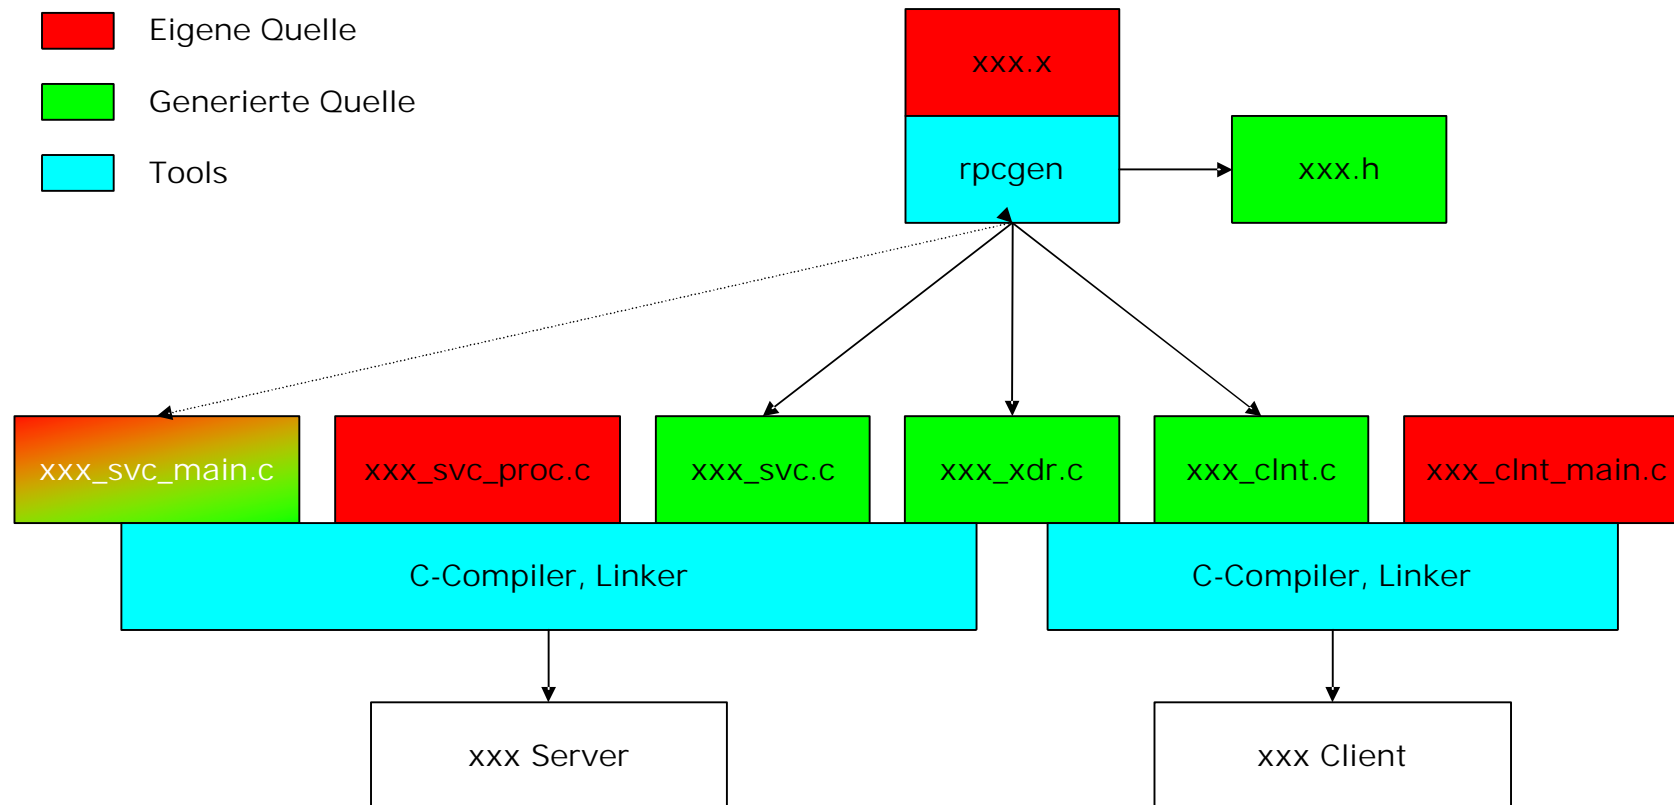 Eigene Quelle
Generierte Quelle
Tools
xxx.x
rpcgen
xxx.h
xxx_svc_main.c
xxx_svc_proc.c
xxx_svc.c
xxx_xdr.c
xxx_clnt.c
xxx_clnt_main.c
C-Compiler, Linker
C-Compiler, Linker
xxx Server
xxx Client